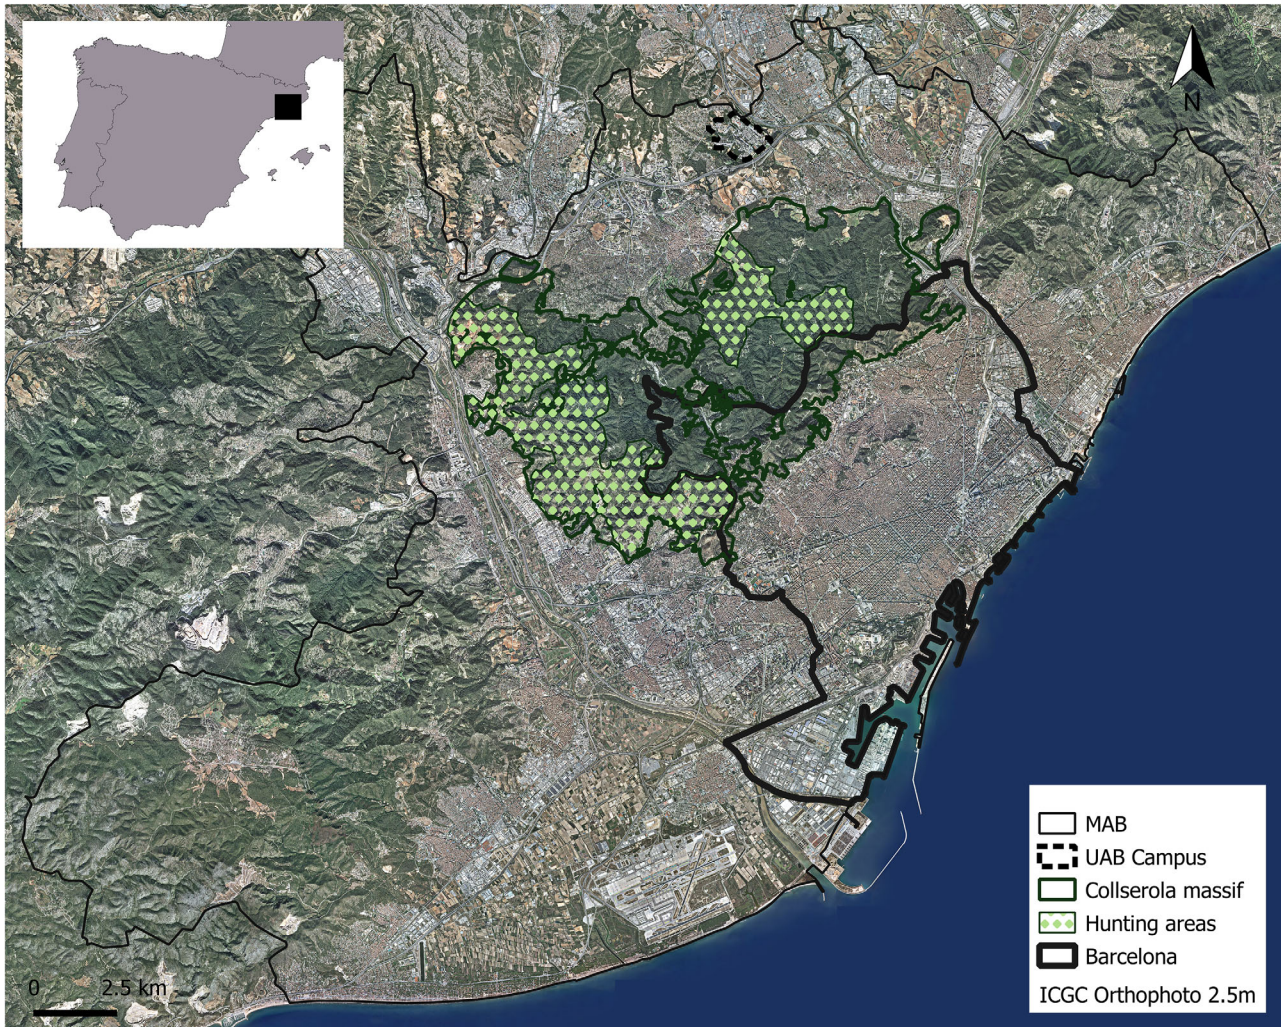 N
MAB
UAB Campus
Collserola massif
Hunting areas
Barcelona
ICGC Orthophoto 2.5m
0 2.5 km